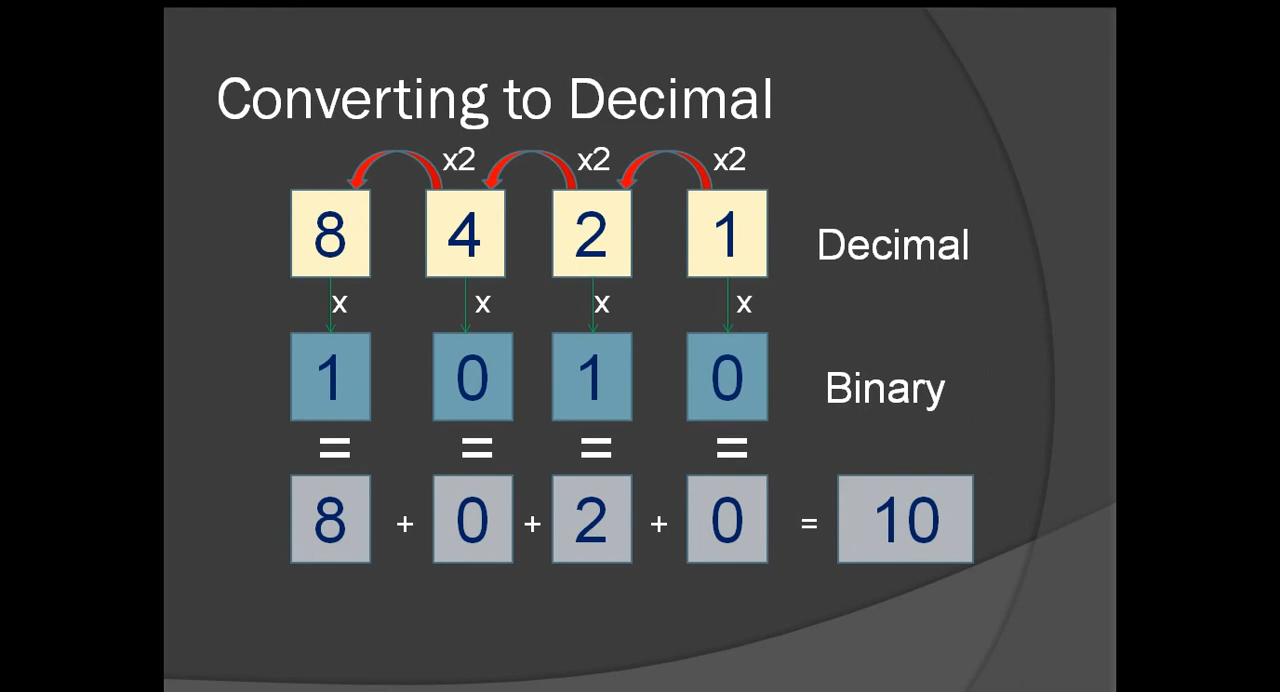 Converting to Decimal
x2 x2 x2
8 4 2 1 Decimal
x x x x
1 0 1 0 Binary
= = = =
8 + 0 + 2 + 0 = 10